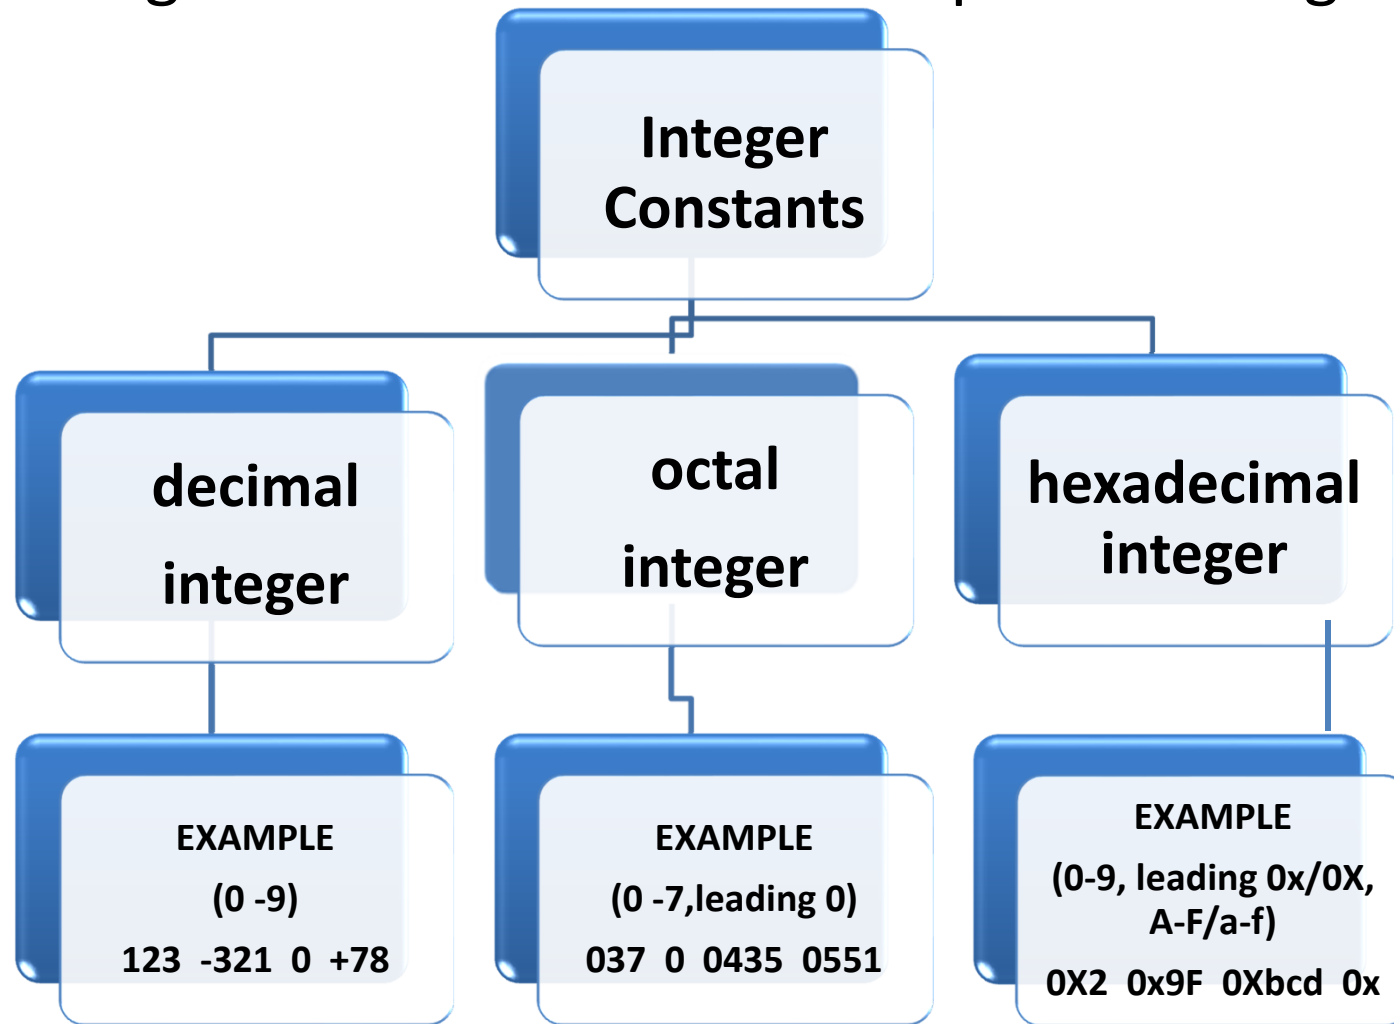 Integer
Constants
decimal
integer
octal
integer
hexadecimal
integer
EXAMPLE
(0 -9)
123 -321 0 +78
EXAMPLE
(0 -7,leading 0)
037 0 0435 0551
EXAMPLE
(0-9, leading 0x/0X,
A-F/a-f)
0X2 0x9F 0Xbcd 0x